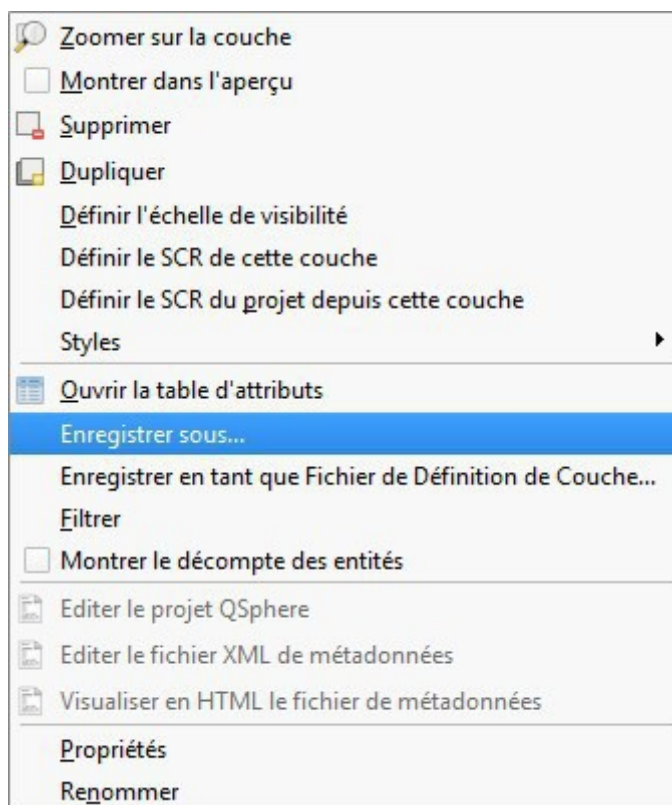 Zoomer sur la couche
Montrer dans l'aperçu
Supprimer
Dupliquer
Définir l'échelle de visibilité
Définir le SCR de cette couche
Définir le SCR du projet depuis cette couche
Styles
Ouvrir la table d'attributs
Enregistrer sous...
Enregistrer en tant que Fichier de Définition de Couche...
Filtrer
Montrer le décompte des entités
Editer le projet QSphere
Editer le fichier XML de métadonnées
Visualiser en HTML le fichier de métadonnées
Propriétés
Renommer